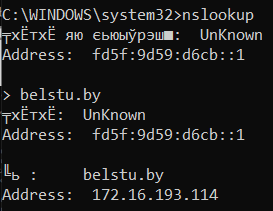 C:\WINDOWS\system32>nslookup
╤хЁтхЁ яю єьюыўрэш■:  UnKnown
Address:  fd5f:9d59:d6cb::1

> belstu.by
╤хЁтхЁ:  UnKnown
Address:  fd5f:9d59:d6cb::1

╚ь :     belstu.by
Address:  172.16.193.114